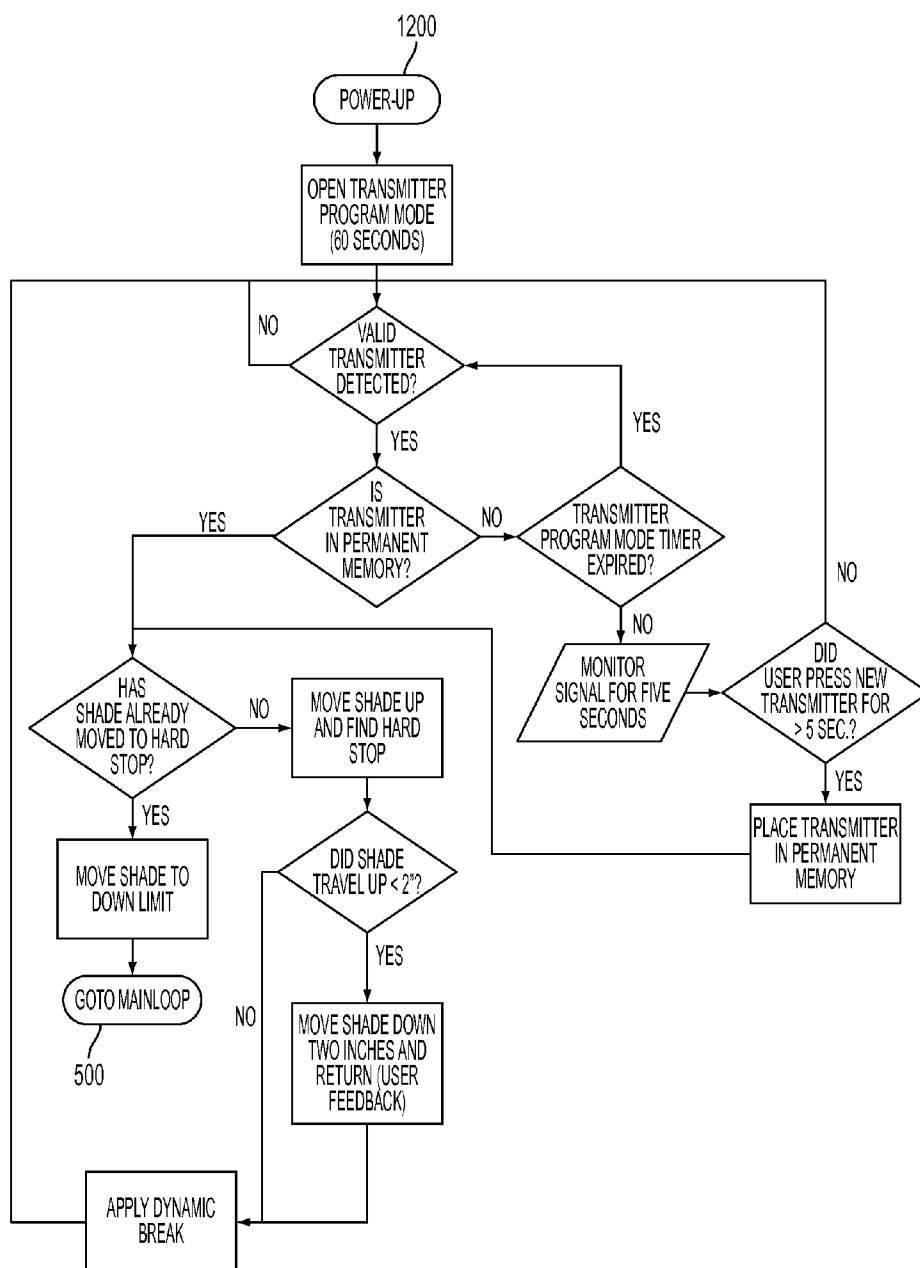 1200
POWER-UP
OPEN TRANSMITTER
PROGRAM MODE
(60 SECONDS)
NO
VALID
TRANSMITTER
DETECTED?
YES
YES
IS
TRANSMITTER
IN PERMANENT
MEMORY?
YES
NO
TRANSMITTER
PROGRAM MODE TIMER
EXPIRED?
NO
NO
MONITOR
SIGNAL FOR FIVE
SECONDS
DID
USER PRESS NEW
TRANSMITTER FOR
> 5 SEC.?
YES
PLACE TRANSMITTER
IN PERMANENT
MEMORY
HAS
SHADE ALREADY
MOVED TO HARD
STOP?
NO
MOVE SHADE UP
AND FIND HARD
STOP
YES
MOVE SHADE TO
DOWN LIMIT
GOTO MAINLOOP
500
DID SHADE
TRAVEL UP < 2"?
YES
NO
MOVE SHADE DOWN
TWO INCHES AND
RETURN (USER
FEEDBACK)
APPLY DYNAMIC
BREAK